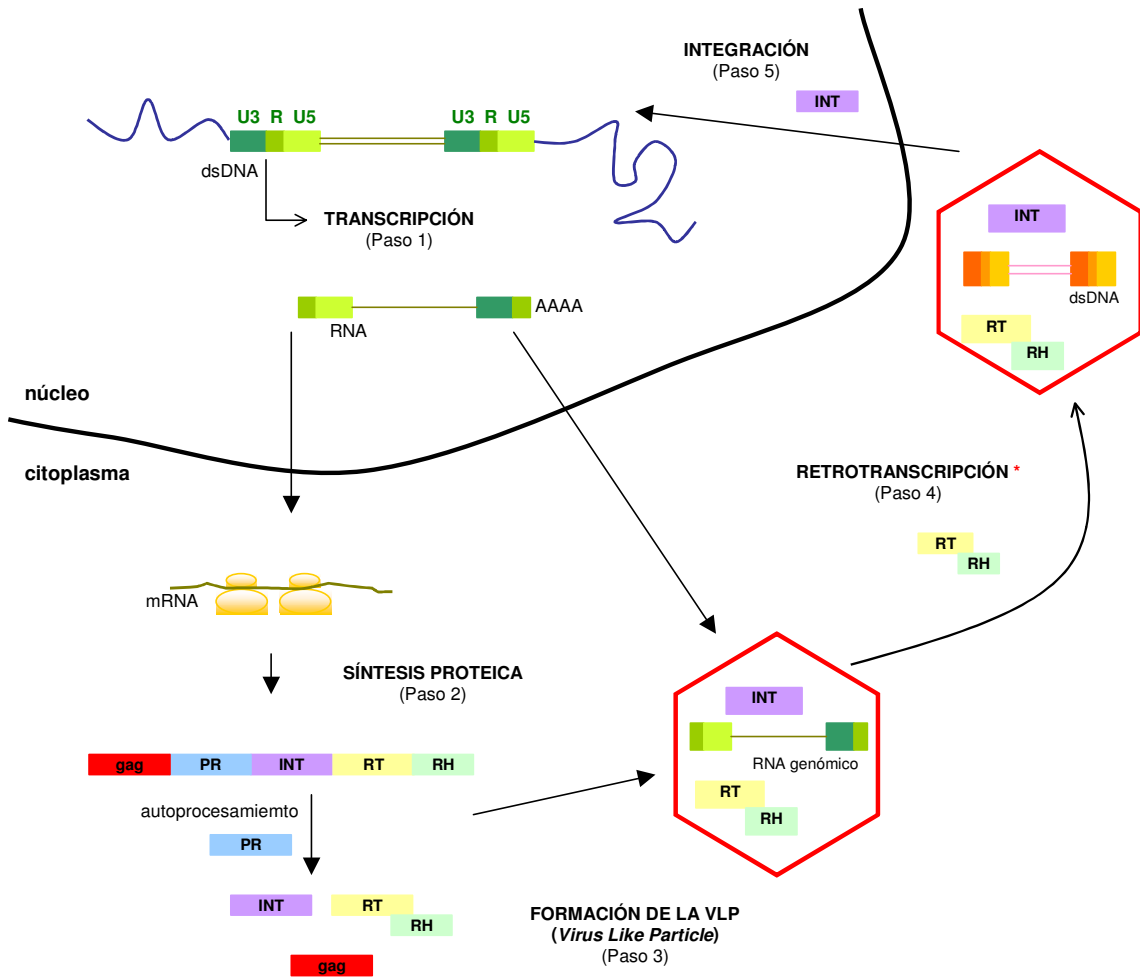 INTEGRACIÓN
(Paso 5)
INT
U3 R U5
U3 R U5
dsDNA
TRANSCRIPCIÓN
(Paso 1)
INT
dsDNA
RT
RH
AAAA
RNA
núcleo
citoplasma
RETROTRANSCRIPCIÓN *
(Paso 4)
RT
RH
mRNA
SÍNTESIS PROTEICA
(Paso 2)
INT
RNA genómico
RT
RH
gag PR INT RT RH
autoprocesamiemto
PR
INT RT
RH
gag
FORMACIÓN DE LA VLP
(Virus Like Particle)
(Paso 3)